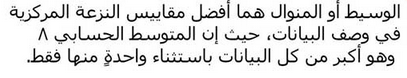 الوسيط أو المنوال هما أفضل مقاييس النزعة المركزية
في وصف البيانات، حيث إن المتوسط الحسابي ٨
وهو أكبر من كل البيانات باستثناء واحدةٍ منها فقط.